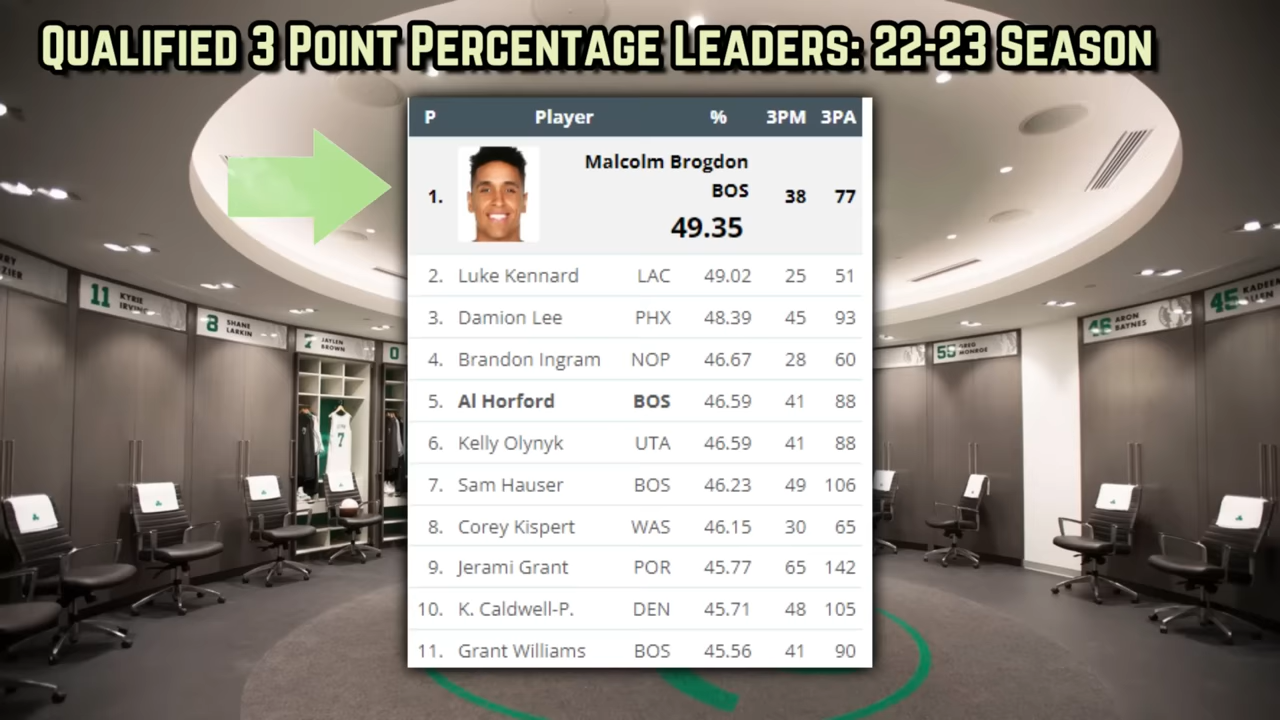 QUALIFIED 3 POINT PERCENTAGE LEADERS: 22-23 SEASON
P Player % 3PM 3PA
1. Malcolm Brogdon BOS 49.35 38 77
2. Luke Kennard LAC 49.02 25 51
3. Damion Lee PHX 48.39 45 93
4. Brandon Ingram NOP 46.67 28 60
5. Al Horford BOS 46.59 41 88
6. Kelly Olynyk UTA 46.59 41 88
7. Sam Hauser BOS 46.23 49 106
8. Corey Kispert WAS 46.15 30 65
9. Jerami Grant POR 45.77 65 142
10. K. Caldwell-P. DEN 45.71 48 105
11. Grant Williams BOS 45.56 41 90
11 KYRIE IRVING
8 SHANE LARKIN
7 JAYLEN BROWN
0
7
55 GREG MONROE
46 ARON BAYNES
45 KADEEM